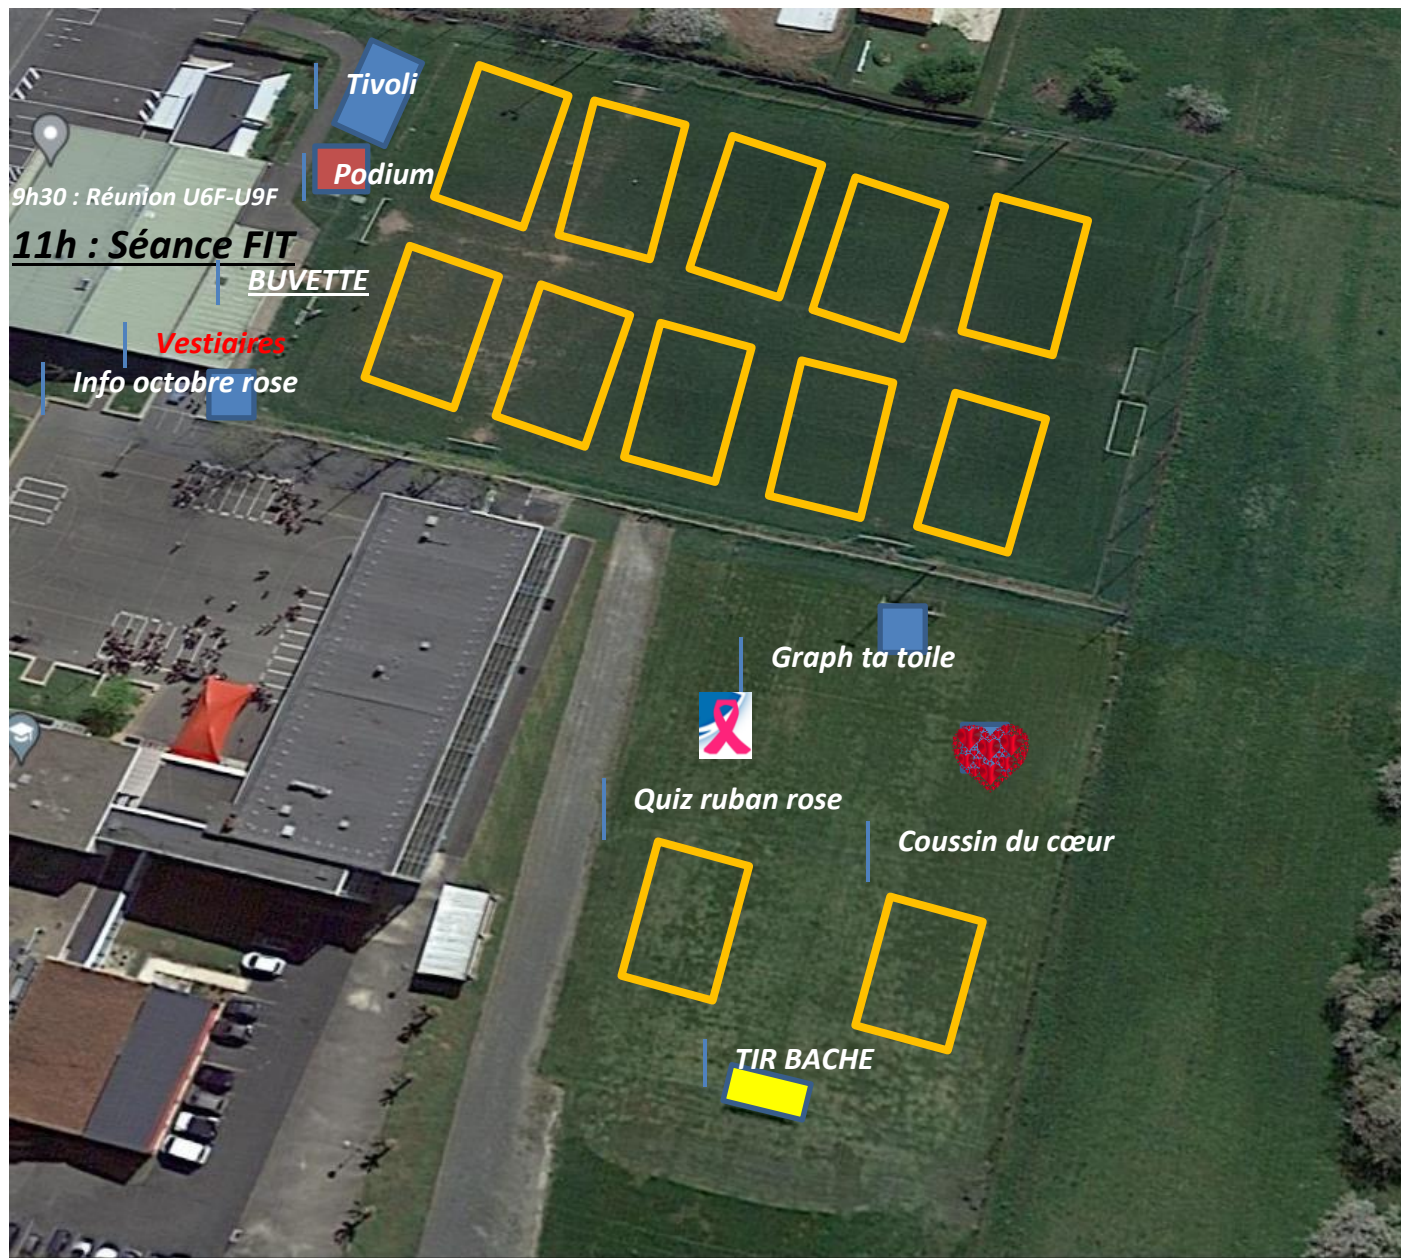 Tivoli
Podium
9h30 : Réunion U6F-U9F
11h : Séance FIT
BUVETTE
Vestiaires
Info octobre rose
Graph ta toile
Quiz ruban rose
Coussin du cœur
TIR BACHE